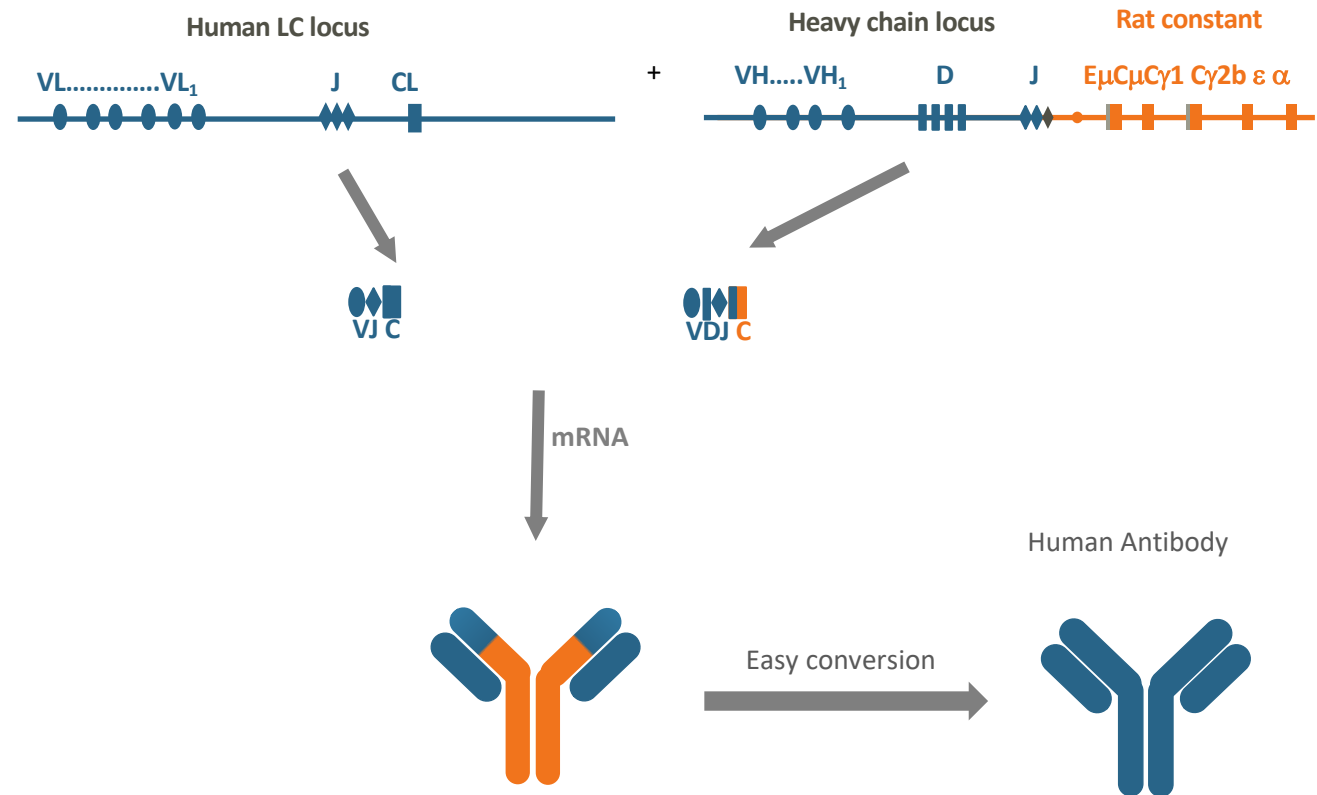 Human LC locus
Heavy chain locus
Rat constant
VL..............VL₁
J
CL
+
VH.....VH₁
D
J
EμCμCγ1 Cγ2b ε α
VJ C
VDJ C
mRNA
Human Antibody
Easy conversion